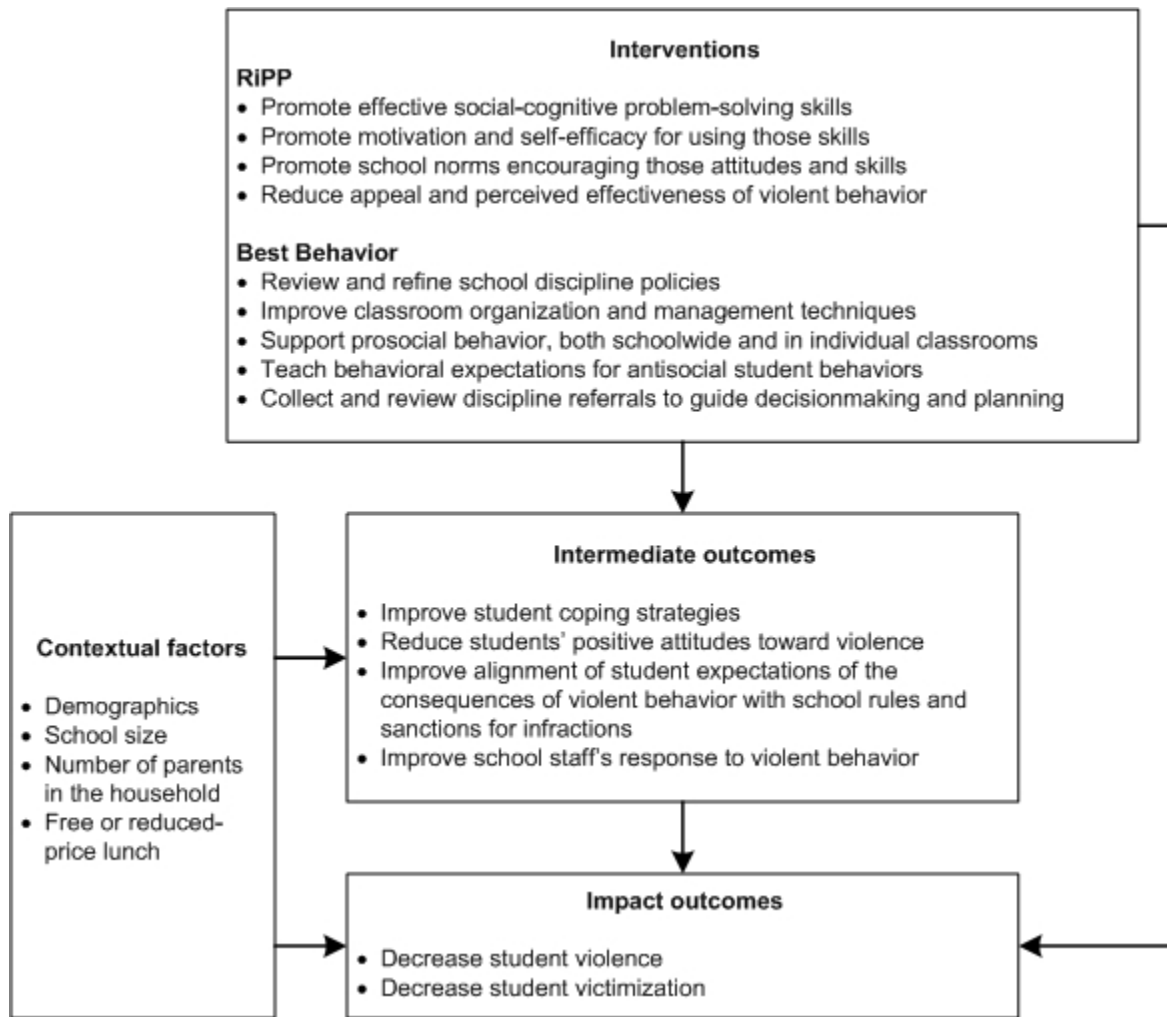 Interventions
RiPP
• Promote effective social-cognitive problem-solving skills
• Promote motivation and self-efficacy for using those skills
• Promote school norms encouraging those attitudes and skills
• Reduce appeal and perceived effectiveness of violent behavior
Best Behavior
• Review and refine school discipline policies
• Improve classroom organization and management techniques
• Support prosocial behavior, both schoolwide and in individual classrooms
• Teach behavioral expectations for antisocial student behaviors
• Collect and review discipline referrals to guide decisionmaking and planning
Contextual factors
• Demographics
• School size
• Number of parents
in the household
• Free or reduced-
price lunch
Intermediate outcomes
• Improve student coping strategies
• Reduce students’ positive attitudes toward violence
• Improve alignment of student expectations of the
consequences of violent behavior with school rules and
sanctions for infractions
• Improve school staff’s response to violent behavior
Impact outcomes
• Decrease student violence
• Decrease student victimization